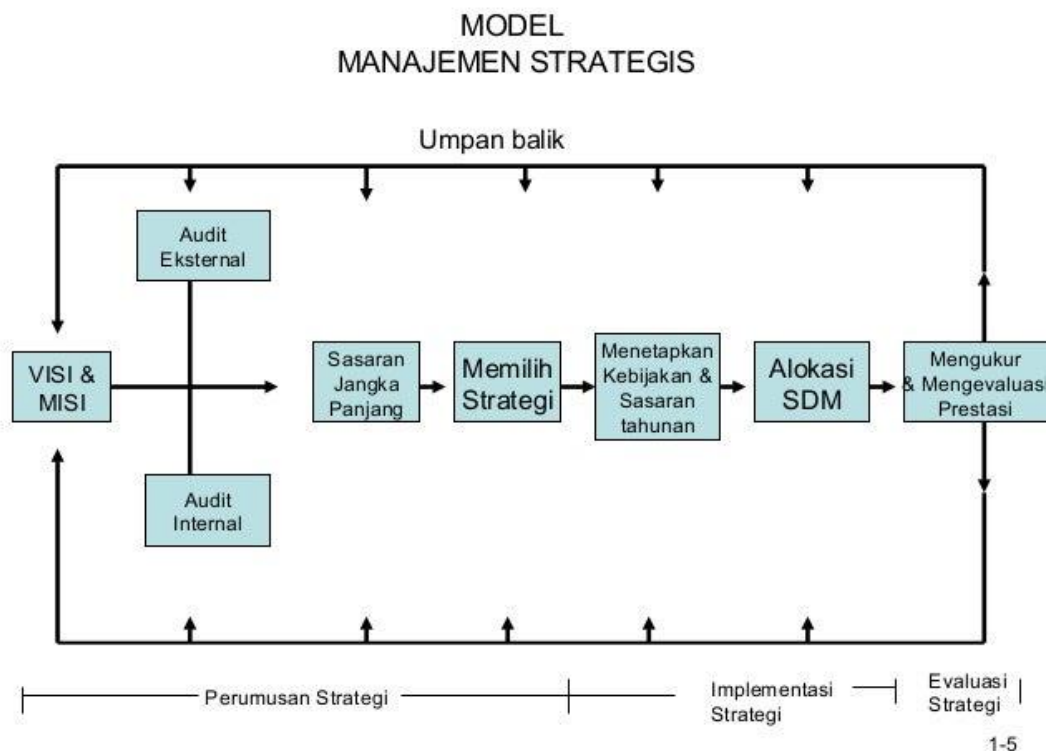 MODEL
MANAJEMEN STRATEGIS
Umpan balik
Audit
Eksternal
VISI &
MISI
Audit
Internal
Sasaran
Jangka
Panjang
Memilih
Strategi
Menetapkan
Kebijakan &
Sasaran
tahunan
Alokasi
SDM
Mengukur
& Mengevaluasi
Prestasi
Perumusan Strategi
Implementasi
Strategi
Evaluasi
Strategi
1-5